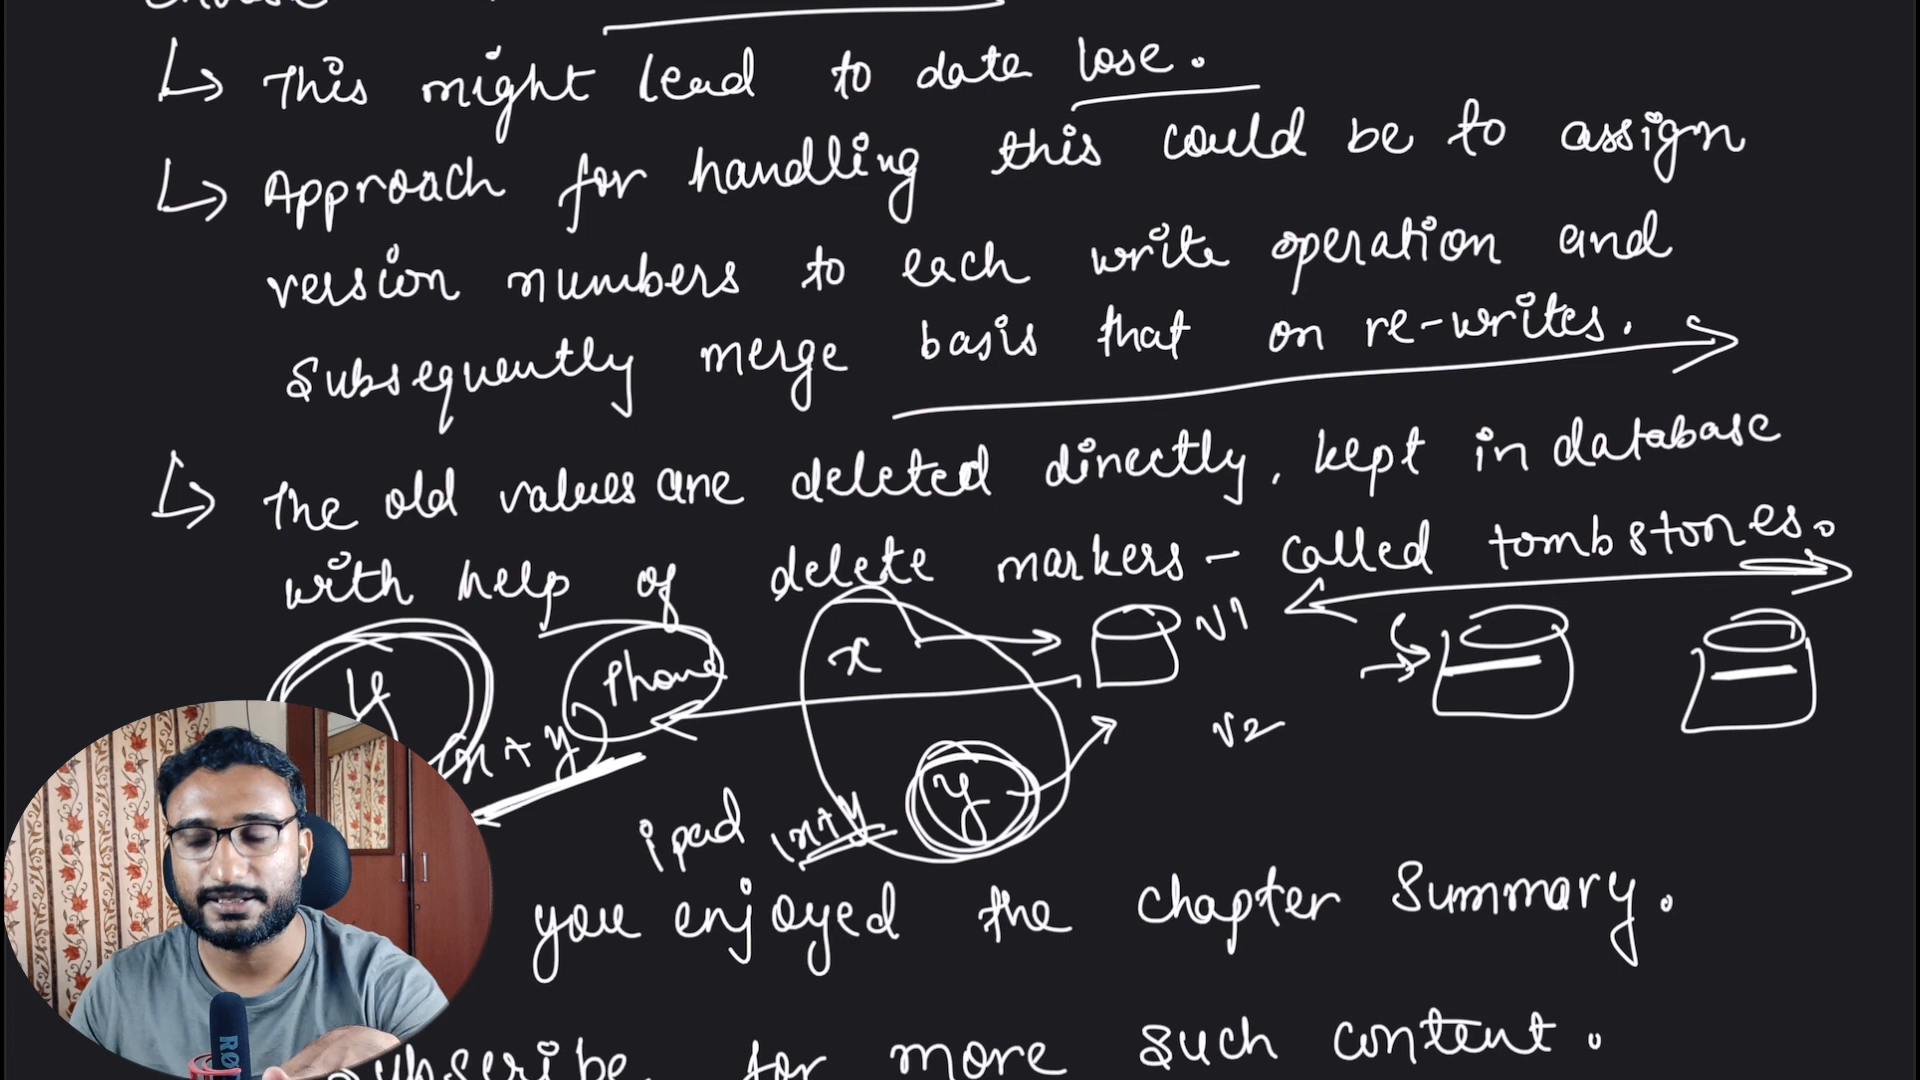 ↳ This might lead to date lose.
↳ Approach for handling this could be to assign
version numbers to each write operation and
Subsequently merge basis that on re-writes.
↳ The old values are deleted directly, kept in database
with help of delete markers - called tombstones.
y Phone x v1
x + y
v2
y
ipad (x+y)
you enjoyed the chapter Summary.
subscribe for more such content.
RØDE